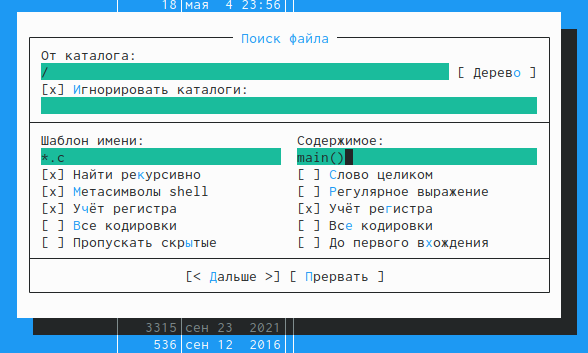 18 мая 4 23:56
Поиск файла
От каталога:
/ [ Дерево ]
[x] Игнорировать каталоги:
Шаблон имени: Содержимое:
*.c main()
[x] Найти рекурсивно [ ] Слово целиком
[x] Метасимволы shell [ ] Регулярное выражение
[x] Учёт регистра [x] Учёт регистра
[ ] Все кодировки [ ] Все кодировки
[ ] Пропускать скрытые [ ] До первого вхождения
[< Дальше >] [ Прервать ]
3315 сен 23 2021
536 сен 12 2016